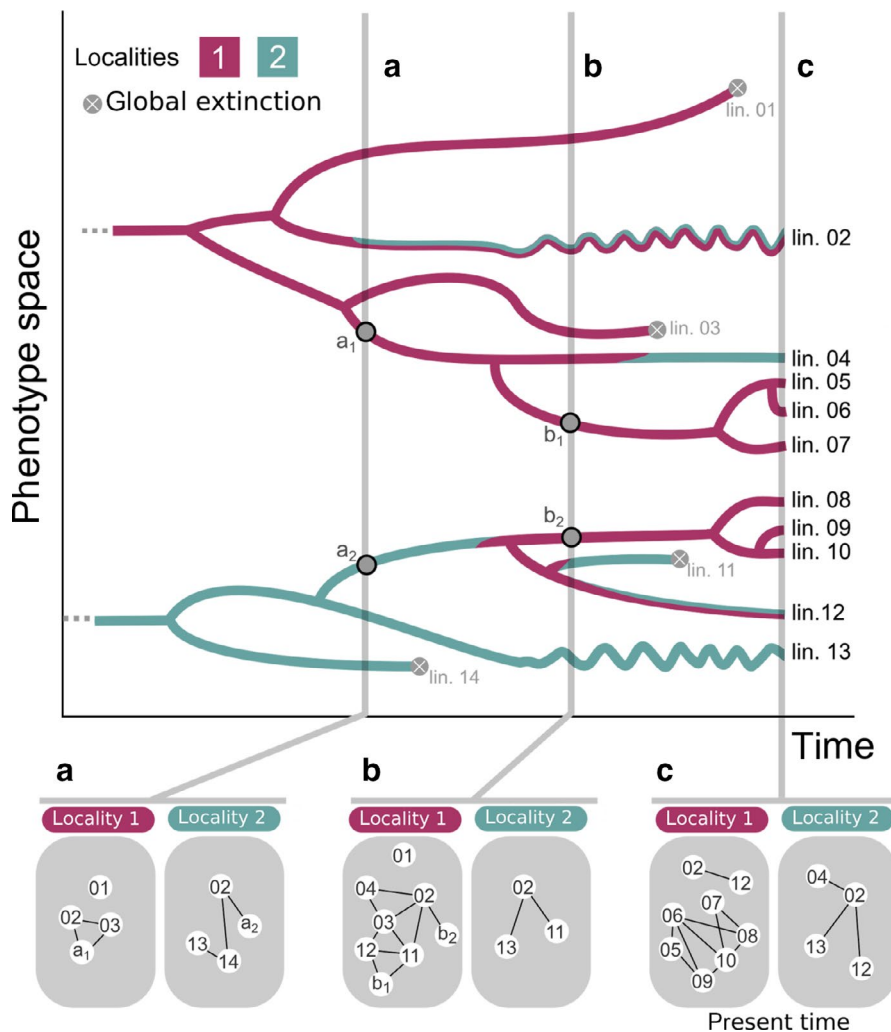 Localities 1 2
a b c
Global extinction
lin. 01
lin. 02
lin. 03
a1
lin. 04
lin. 05
lin. 06
b1
lin. 07
lin. 08
b2
lin. 09
lin. 10
a2
lin. 11
lin.12
lin. 13
lin. 14
Phenotype space
Time
a
Locality 1
Locality 2
01
02
03
a1
02
a2
13
14
b
Locality 1
Locality 2
01
04
02
03
b2
12
11
b1
02
11
13
c
Locality 1
Locality 2
02
12
07
06
08
05
10
09
04
02
13
12
Present time